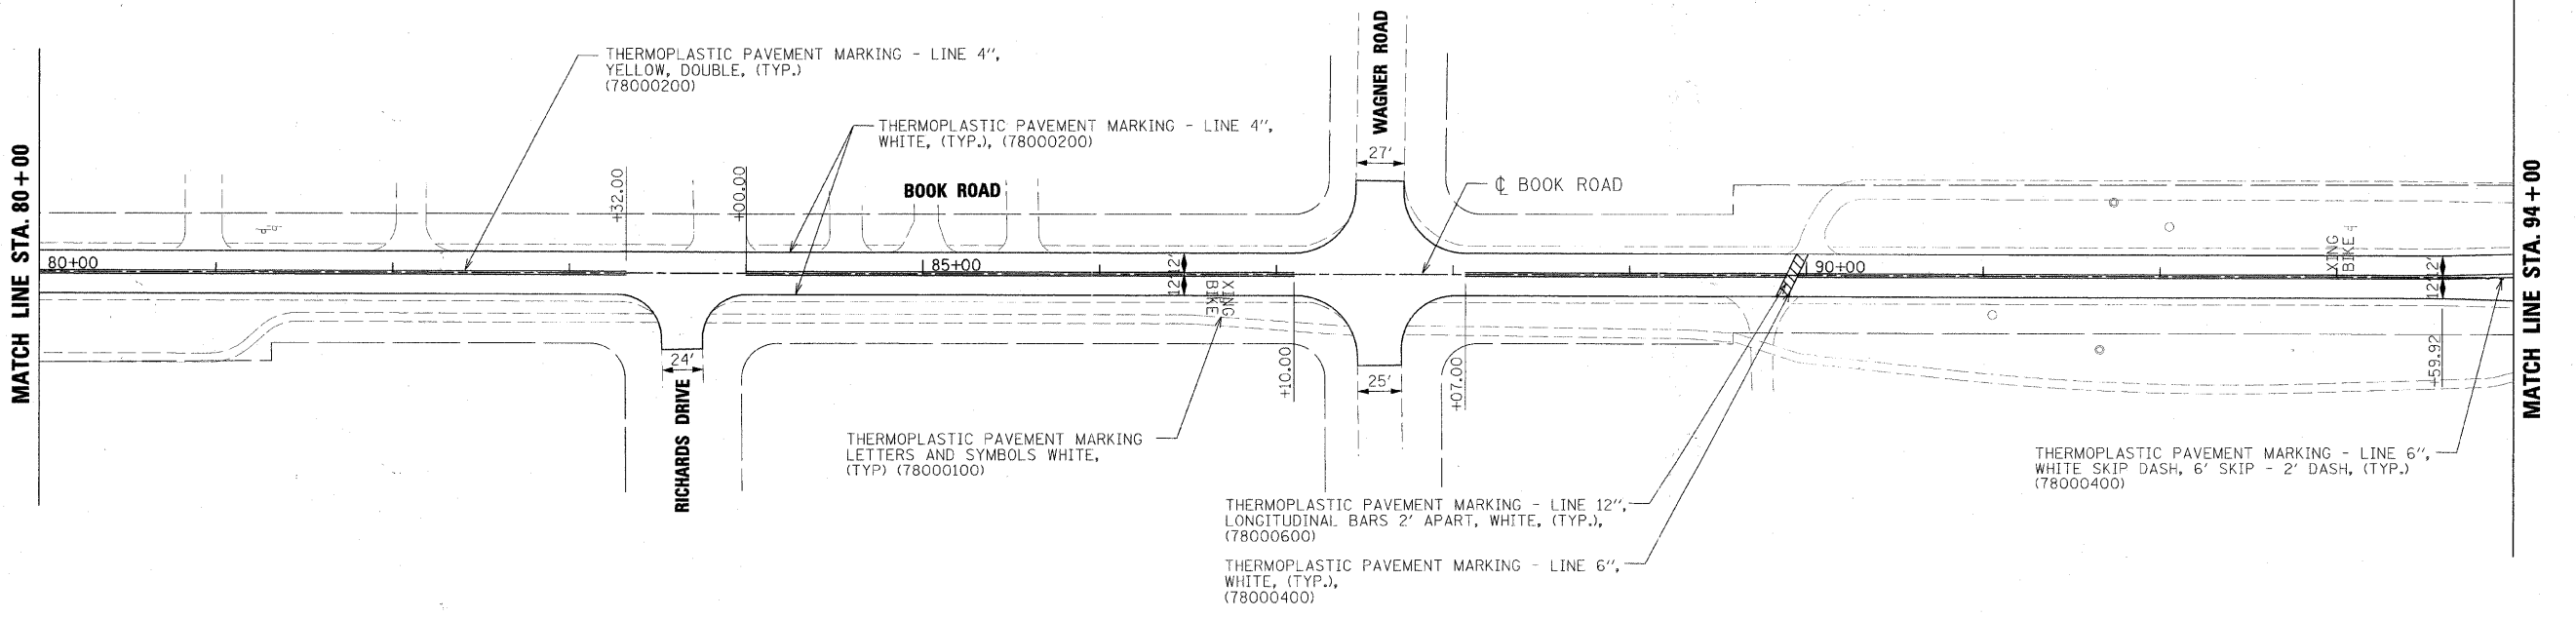 MATCH LINE STA. 80+00
THERMOPLASTIC PAVEMENT MARKING - LINE 4",
YELLOW, DOUBLE, (TYP.)
(78000200)
THERMOPLASTIC PAVEMENT MARKING - LINE 4",
WHITE, (TYP.), (78000200)
WAGNER ROAD
27'
+32.00
+00.00
BOOK ROAD
℄ BOOK ROAD
80+00
85+00
90+00
12'
12'
XING
BIKE
XING
BIKE
12'
12'
24'
RICHARDS DRIVE
+10.00
25'
+07.00
+59.92
THERMOPLASTIC PAVEMENT MARKING
LETTERS AND SYMBOLS WHITE,
(TYP) (78000100)
THERMOPLASTIC PAVEMENT MARKING - LINE 12",
LONGITUDINAL BARS 2' APART, WHITE, (TYP.),
(78000600)
THERMOPLASTIC PAVEMENT MARKING - LINE 6",
WHITE, (TYP.),
(78000400)
THERMOPLASTIC PAVEMENT MARKING - LINE 6",
WHITE SKIP DASH, 6' SKIP - 2' DASH, (TYP.)
(78000400)
MATCH LINE STA. 94+00